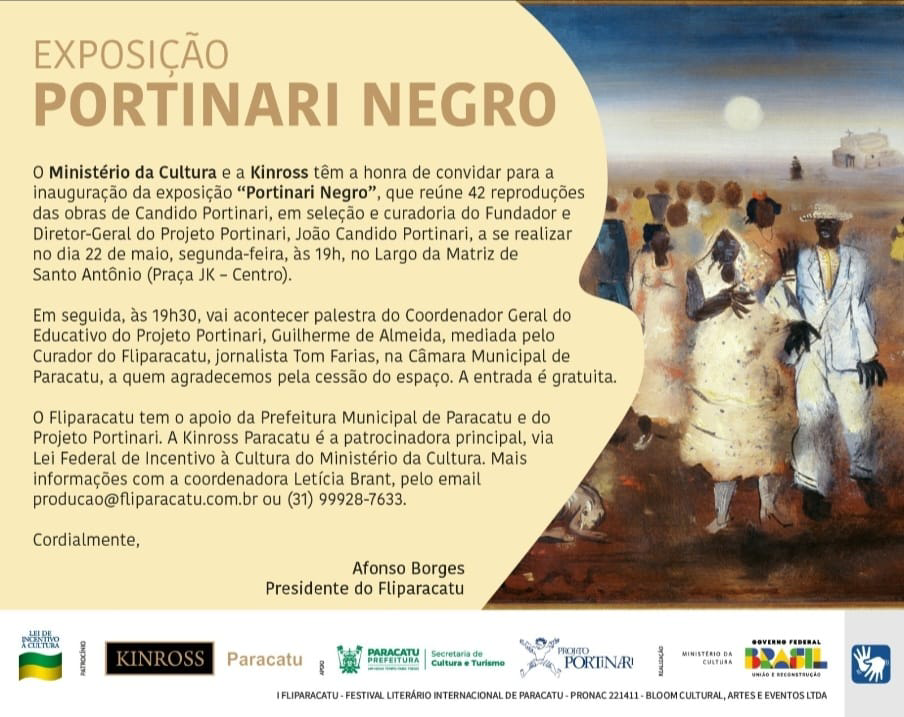 EXPOSIÇÃO
PORTINARI NEGRO
O Ministério da Cultura e a Kinross têm a honra de convidar para a
inauguração da exposição “Portinari Negro”, que reúne 42 reproduções
das obras de Candido Portinari, em seleção e curadoria do Fundador e
Diretor-Geral do Projeto Portinari, João Candido Portinari, a se realizar
no dia 22 de maio, segunda-feira, às 19h, no Largo da Matriz de
Santo Antônio (Praça JK – Centro).
Em seguida, às 19h30, vai acontecer palestra do Coordenador Geral do
Educativo do Projeto Portinari, Guilherme de Almeida, mediada pelo
Curador do Fliparacatu, jornalista Tom Farias, na Câmara Municipal de
Paracatu, a quem agradecemos pela cessão do espaço. A entrada é gratuita.
O Fliparacatu tem o apoio da Prefeitura Municipal de Paracatu e do
Projeto Portinari. A Kinross Paracatu é a patrocinadora principal, via
Lei Federal de Incentivo à Cultura do Ministério da Cultura. Mais
informações com a coordenadora Letícia Brant, pelo email
producao@fliparacatu.com.br ou (31) 99928-7633.
Cordialmente,
Afonso Borges
Presidente do Fliparacatu
LEI DE
INCENTIVO
À CULTURA
PATROCÍNIO
KINROSS
Paracatu
APOIO
PARACATU
PREFEITURA
Secretaria de
Cultura e Turismo
PROJETO
PORTINARI
REALIZAÇÃO
MINISTÉRIO DA
CULTURA
GOVERNO FEDERAL
BRASIL
UNIÃO E RECONSTRUÇÃO
I FLIPARACATU - FESTIVAL LITERÁRIO INTERNACIONAL DE PARACATU - PRONAC 221411 - BLOOM CULTURAL, ARTES E EVENTOS LTDA